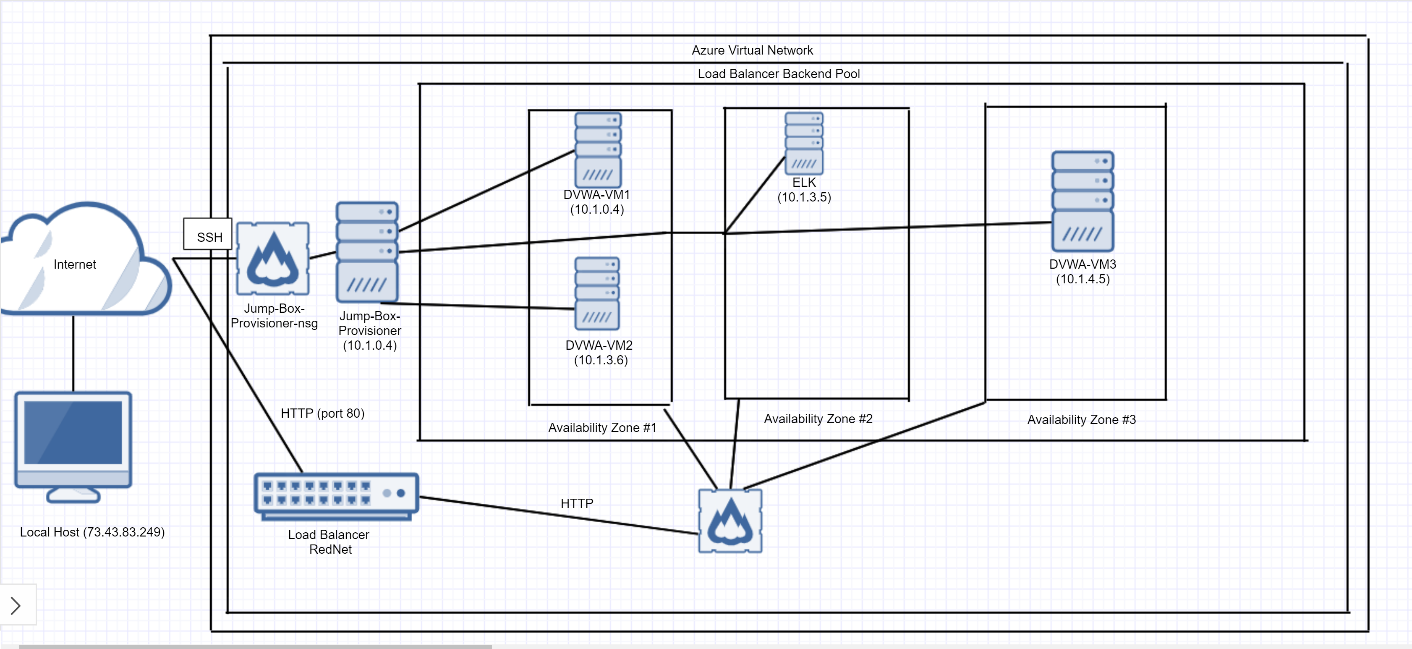 Azure Virtual Network
Load Balancer Backend Pool
DVWA-VM1
(10.1.0.4)
ELK
(10.1.3.5)
SSH
Internet
DVWA-VM3
(10.1.4.5)
Jump-Box-
Provisioner-nsg
Jump-Box-
Provisioner
(10.1.0.4)
DVWA-VM2
(10.1.3.6)
HTTP (port 80)
Availability Zone #1
Availability Zone #2
Availability Zone #3
HTTP
Local Host (73.43.83.249)
Load Balancer
RedNet